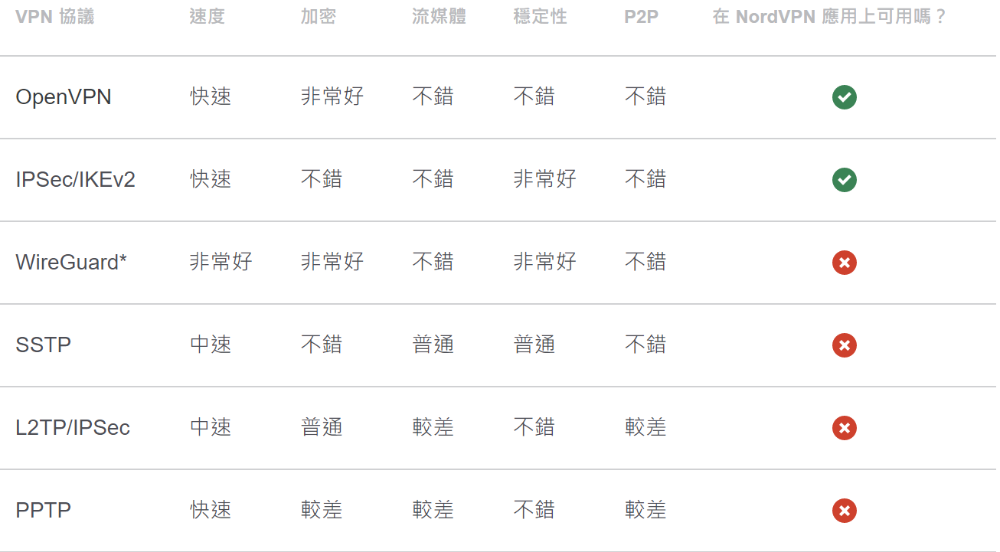 VPN 協議 速度 加密 流媒體 穩定性 P2P 在 NordVPN 應用上可用嗎？
OpenVPN 快速 非常好 不錯 不錯 不錯
IPSec/IKEv2 快速 不錯 不錯 非常好 不錯
WireGuard* 非常好 非常好 不錯 非常好 不錯
SSTP 中速 不錯 普通 普通 不錯
L2TP/IPSec 中速 普通 較差 不錯 較差
PPTP 快速 較差 較差 不錯 較差